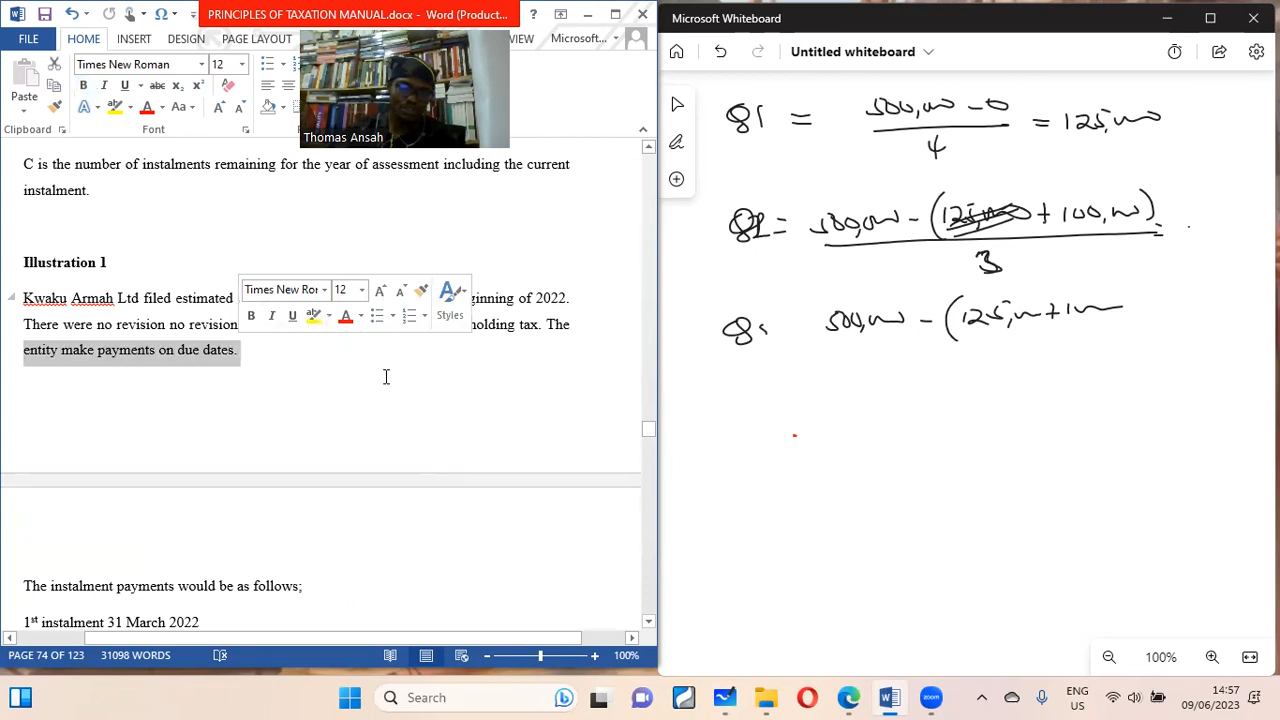 PRINCIPLES OF TAXATION MANUAL.docx - Word (Product...
FILE HOME INSERT DESIGN PAGE LAYOUT VIEW Microsoft...
Times New Roman 12
Paste
Clipboard Font
Thomas Ansah
C is the number of instalments remaining for the year of assessment including the current
instalment.
Illustration 1
Kwaku Armah Ltd filed estimated ginning of 2022.
There were no revision no revision holding tax. The
entity make payments on due dates.
Times New Ror 12
B I U Styles
The instalment payments would be as follows;
1st instalment 31 March 2022
PAGE 74 OF 123 31098 WORDS 100%
Microsoft Whiteboard
Untitled whiteboard
Q1 = 500,000 - 0 = 125,000
4
= 500,000 - (125,000 + 100,000) =
3
500,000 - (125,
100%
Search
ENG
US
14:57
09/06/2023